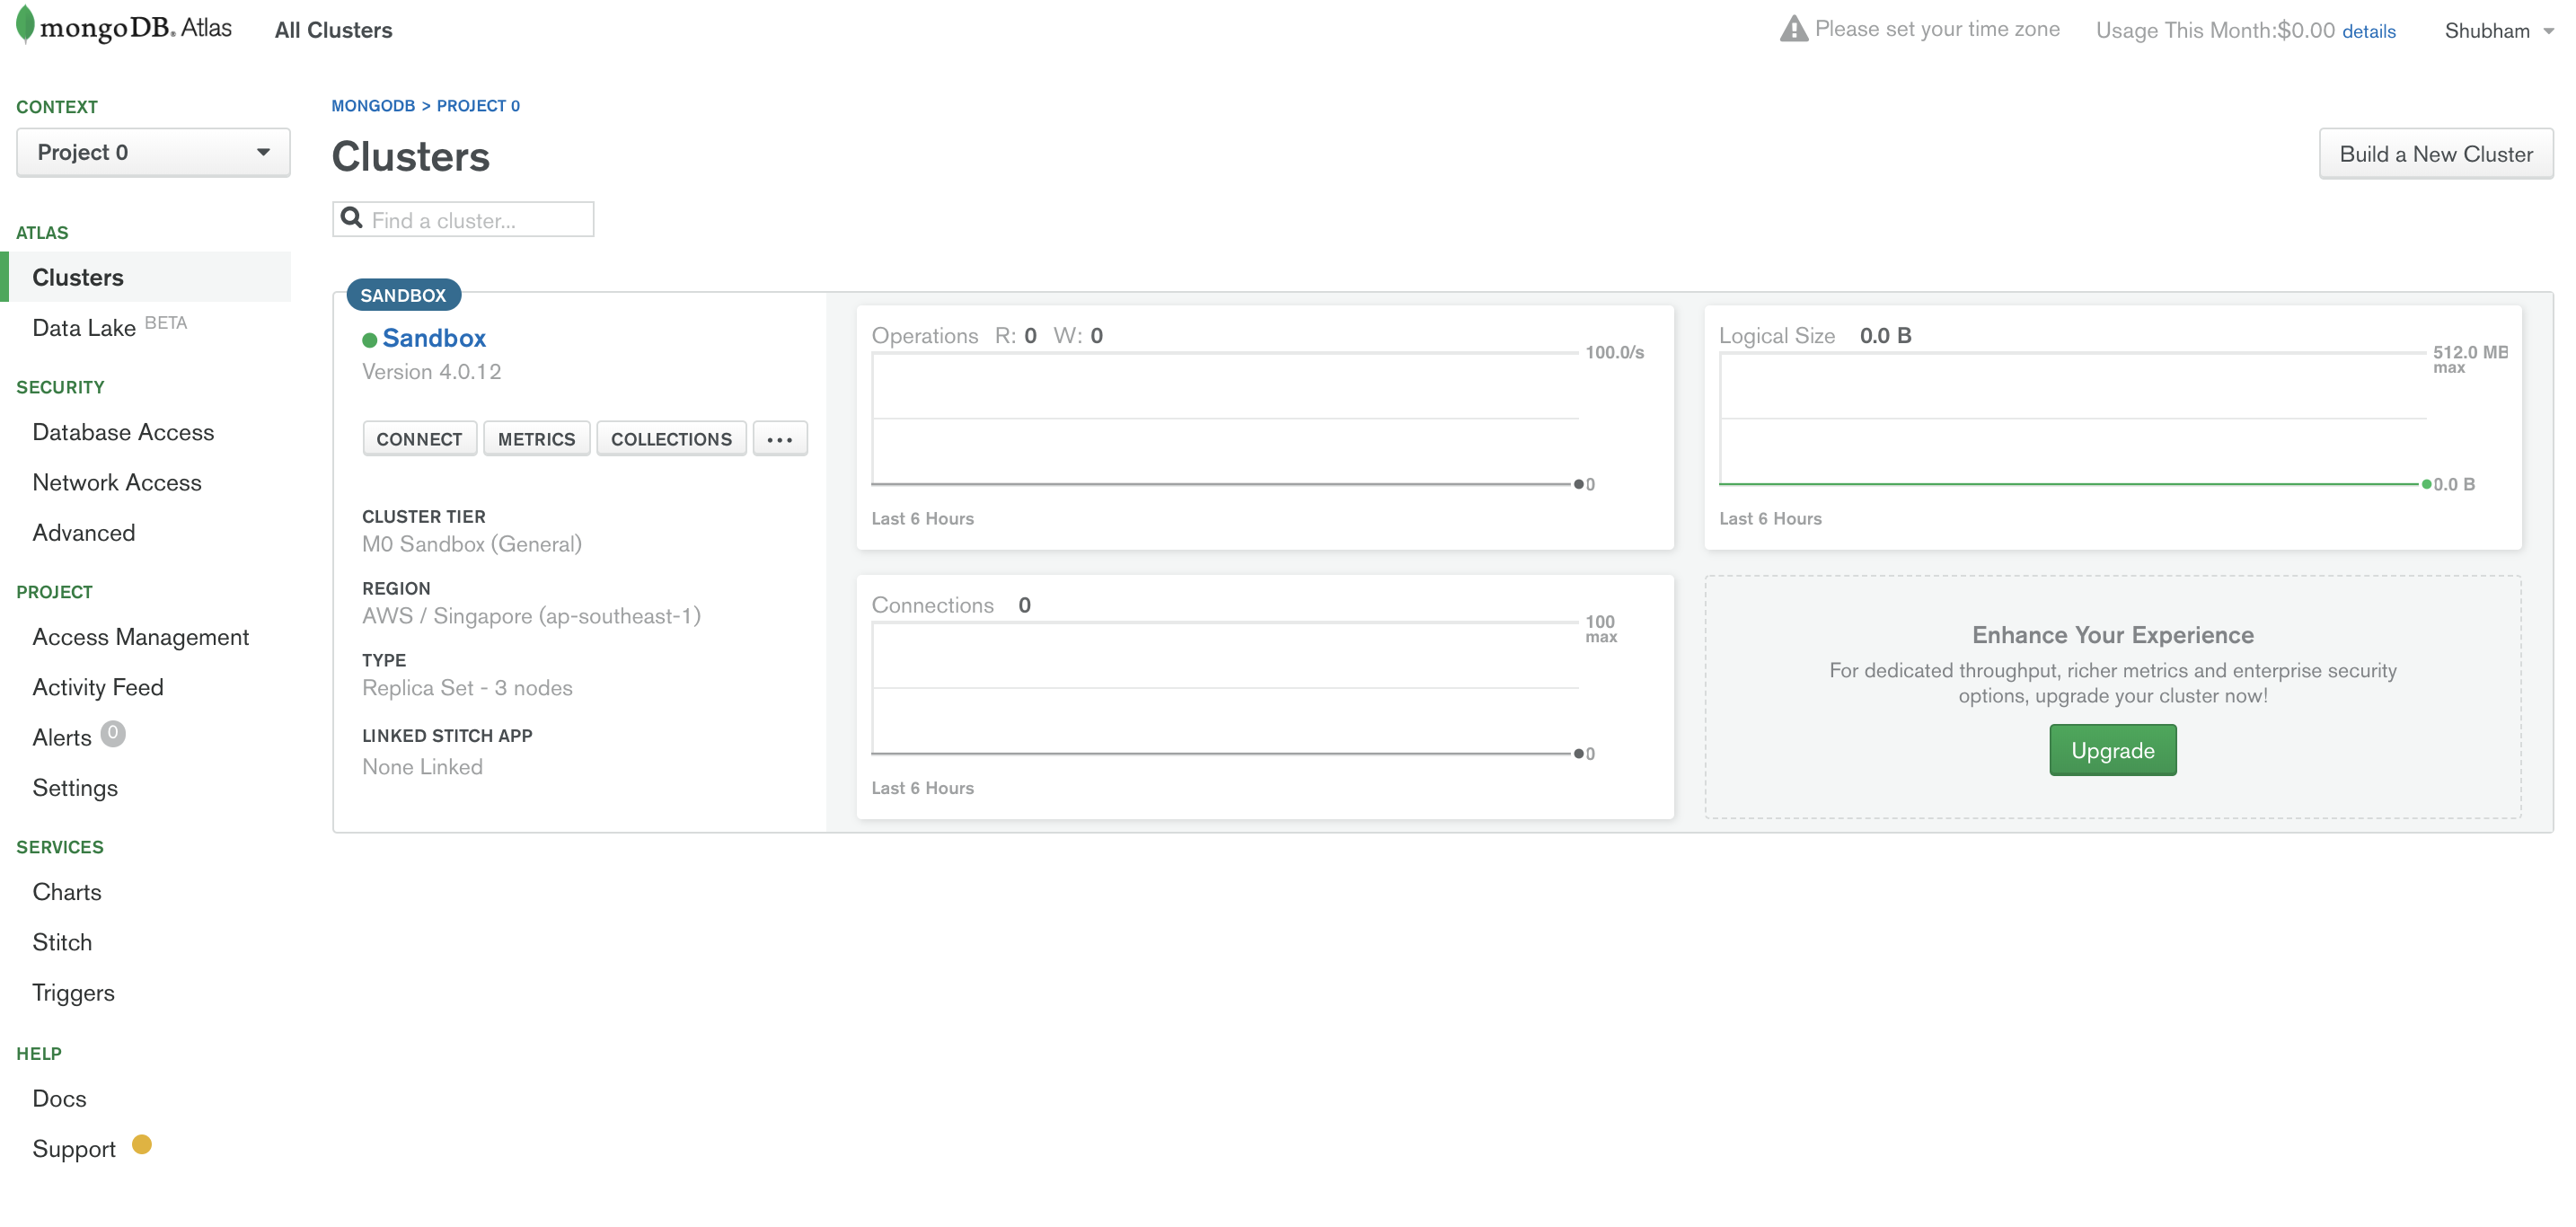 mongoDB. Atlas
All Clusters
Please set your time zone
Usage This Month:$0.00 details
Shubham
CONTEXT
Project 0
ATLAS
Clusters
Data Lake BETA
SECURITY
Database Access
Network Access
Advanced
PROJECT
Access Management
Activity Feed
Alerts 0
Settings
SERVICES
Charts
Stitch
Triggers
HELP
Docs
Support
MONGODB > PROJECT 0
Clusters
Build a New Cluster
Find a cluster...
SANDBOX
Sandbox
Version 4.0.12
CONNECT METRICS COLLECTIONS ...
CLUSTER TIER
M0 Sandbox (General)
REGION
AWS / Singapore (ap-southeast-1)
TYPE
Replica Set - 3 nodes
LINKED STITCH APP
None Linked
Operations R: 0 W: 0
100.0/s
0
Last 6 Hours
Logical Size 0.0 B
512.0 MB
max
0.0 B
Last 6 Hours
Connections 0
100
max
0
Last 6 Hours
Enhance Your Experience
For dedicated throughput, richer metrics and enterprise security
options, upgrade your cluster now!
Upgrade